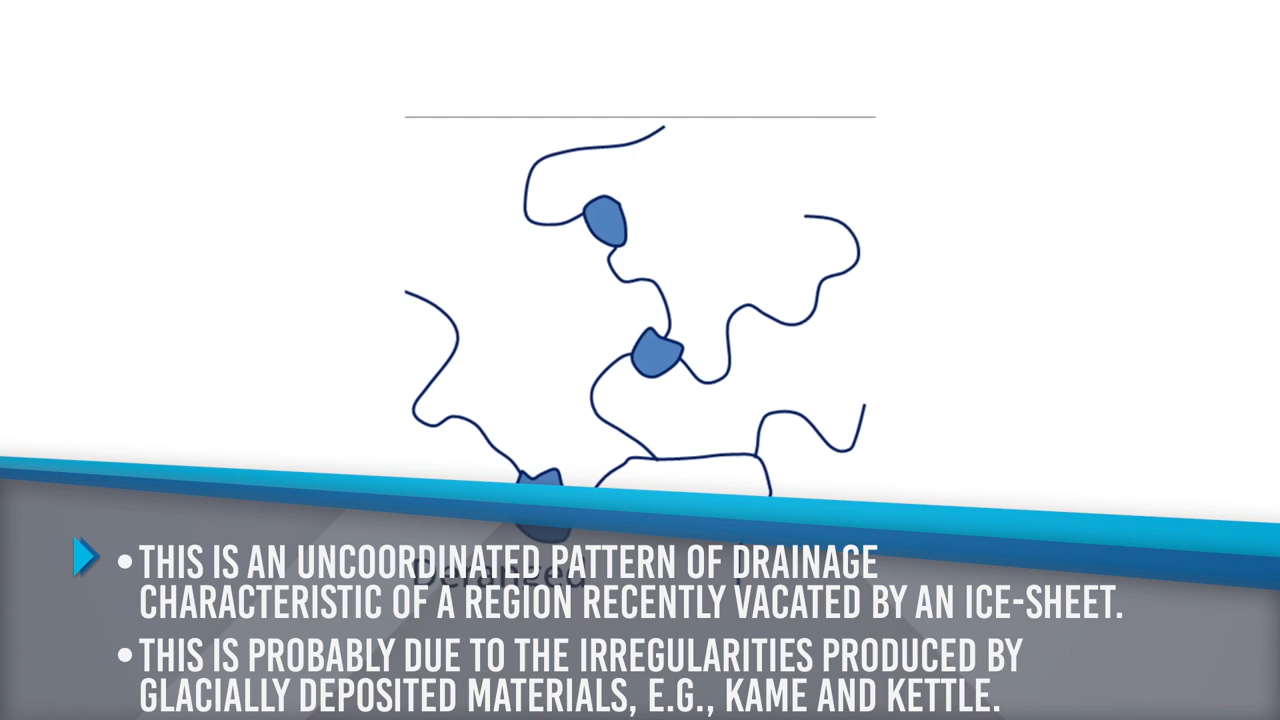 Deranged
• THIS IS AN UNCOORDINATED PATTERN OF DRAINAGE
CHARACTERISTIC OF A REGION RECENTLY VACATED BY AN ICE-SHEET.
• THIS IS PROBABLY DUE TO THE IRREGULARITIES PRODUCED BY
GLACIALLY DEPOSITED MATERIALS, E.G., KAME AND KETTLE.